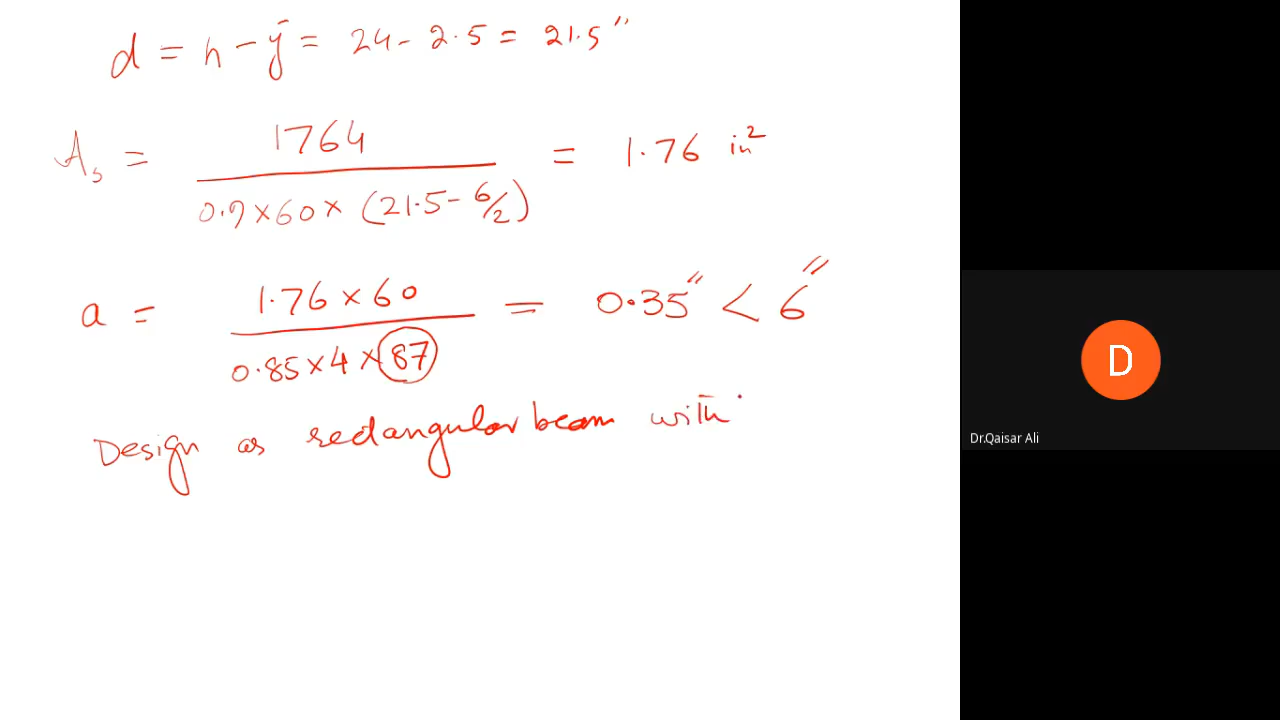 d = h - ȳ = 24 - 2.5 = 21.5"
As = 1764 / 0.9 × 60 × (21.5 - 6/2) = 1.76 in²
a = 1.76 × 60 / 0.85 × 4 × 87 = 0.35" < 6"
Design as rectangular beam with
D
Dr.Qaisar Ali